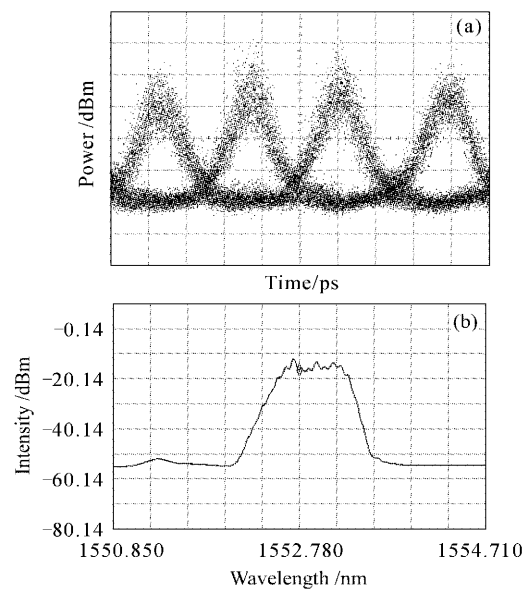 (a)
Power /dBm
Time/ps
(b)
−0.14
−20.14
−40.14
−60.14
−80.14
Intensity /dBm
1550.850 1552.780 1554.710
Wavelength /nm